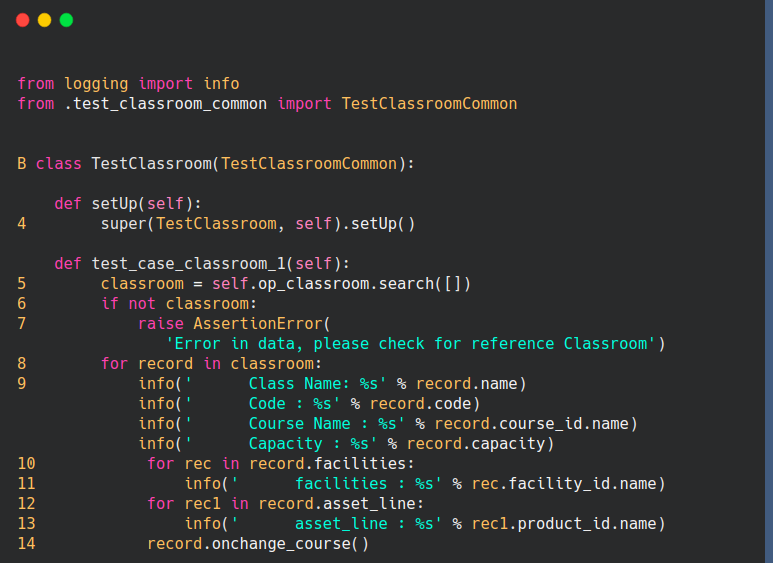 from logging import info
from .test_classroom_common import TestClassroomCommon
B class TestClassroom(TestClassroomCommon):
def setUp(self):
4 super(TestClassroom, self).setUp()
def test_case_classroom_1(self):
5 classroom = self.op_classroom.search([])
6 if not classroom:
7 raise AssertionError(
'Error in data, please check for reference Classroom')
8 for record in classroom:
9 info('      Class Name: %s' % record.name)
info('      Code : %s' % record.code)
info('      Course Name : %s' % record.course_id.name)
info('      Capacity : %s' % record.capacity)
10 for rec in record.facilities:
11 info('      facilities : %s' % rec.facility_id.name)
12 for rec1 in record.asset_line:
13 info('      asset_line : %s' % rec1.product_id.name)
14 record.onchange_course()